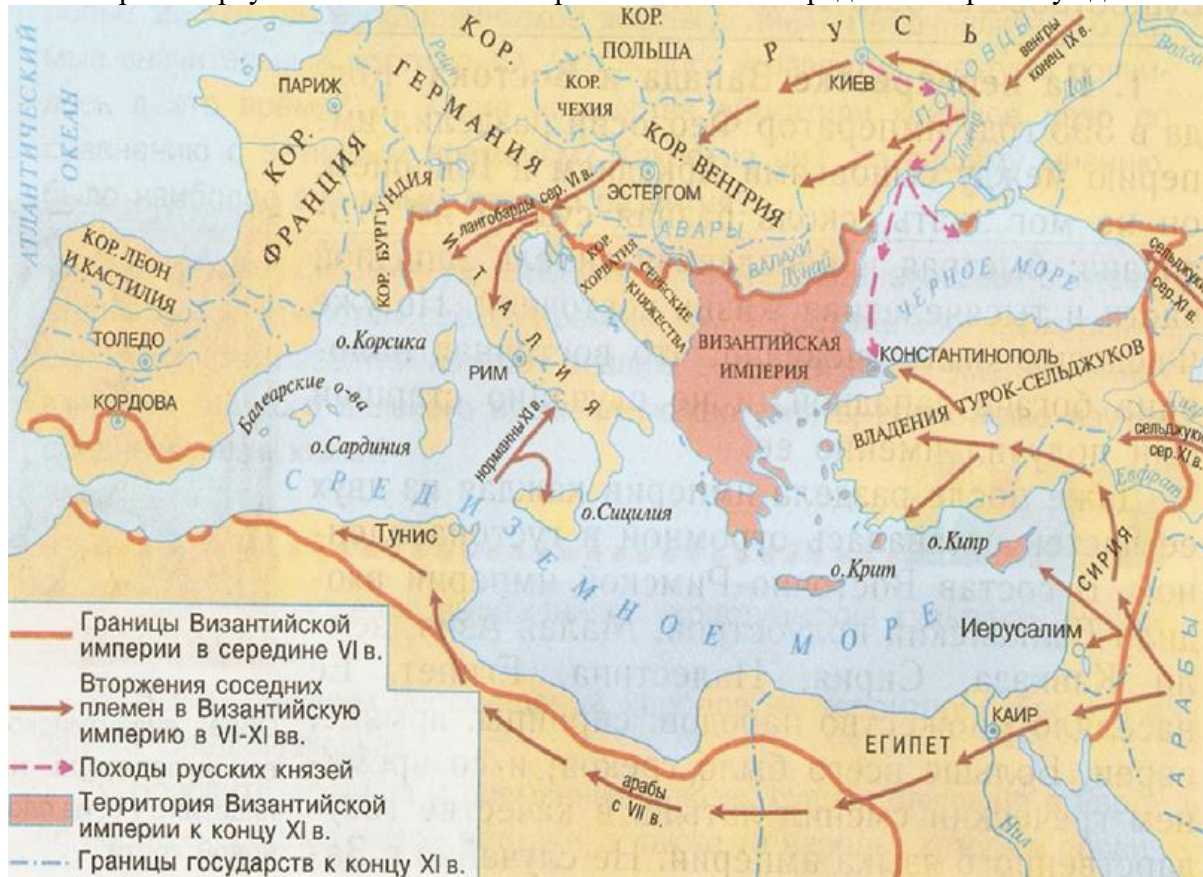 АТЛАНТИЧЕСКИЙ
ОКЕАН
КОР.
ГЕРМАНИЯ
КОР.
ПОЛЬША
КОР.
ЧЕХИЯ
РУСЬ
КИЕВ
ПОЛОВЦЫ
венгры
конец IX в.
Волга
Дон
Днепр
Рейн
ПАРИЖ
КОР.
ФРАНЦИЯ
КОР. БУРГУНДИЯ
лангобарды сер. VI в.
ЭСТЕРГОМ
КОР. ВЕНГРИЯ
АВАРЫ
ВАЛАХИ
Дунай
КОР.
ХОРВАТИЯ
СЕРБСКИЕ
КНЯЖЕСТВА
КОР. ЛЕОН
И КАСТИЛИЯ
ТОЛЕДО
КОРДОВА
Балеарские о-ва
о.Корсика
о.Сардиния
ИТАЛИЯ
РИМ
норманны XI в.
о.Сицилия
ВИЗАНТИЙСКАЯ
ИМПЕРИЯ
ЧЕРНОЕ МОРЕ
КОНСТАНТИНОПОЛЬ
ВЛАДЕНИЯ ТУРОК-СЕЛЬДЖУКОВ
сельджуки
сер. XI в.
сельджуки
сер. XI в.
Евфрат
о.Кипр
о.Крит
СИРИЯ
СРЕДИЗЕМНОЕ МОРЕ
Тунис
Иерусалим
КАИР
ЕГИПЕТ
АРАБЫ
арабы
с VII в.
Нил
Границы Византийской
империи в середине VI в.
Вторжения соседних
племен в Византийскую
империю в VI-XI вв.
Походы русских князей
Территория Византийской
империи к концу XI в.
Границы государств к концу XI в.